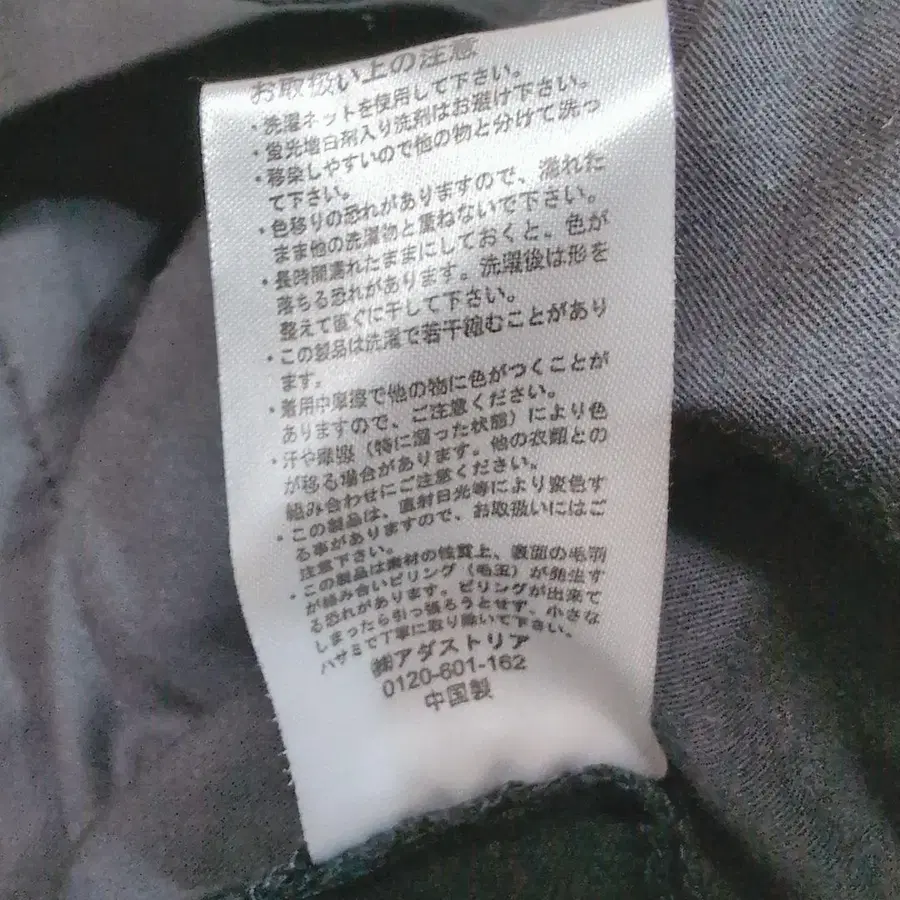 お取扱い上の注意
・洗濯ネットを使用して下さい。
・蛍光増白剤入り洗剤はお避け下さい。
・移染しやすいので他の物と分けて洗っ
て下さい。
・色移りの恐れがありますので、濡れた
まま他の洗濯物と重ねないで下さい。
・長時間濡れたままにしておくと、色が
落ちる恐れがあります。洗濯後は形を
整えて直ぐに干して下さい。
・この製品は洗濯で若干縮むことがあり
ます。
・着用中摩擦で他の物に色がつくことが
ありますので、ご注意ください。
・汗や摩擦（特に湿った状態）により色
が移る場合があります。他の衣類との
組み合わせにご注意ください。
・この製品は、直射日光等により変色す
る事がありますので、お取扱いにはご
注意下さい。
・この製品は素材の性質上、表面の毛羽
が絡み合いピリング（毛玉）が発生す
る恐れがあります。ピリングが出来て
しまったら引っ張ろうとせず、小さな
ハサミで丁寧に取り除いて下さい。
㈱アダストリア
0120-601-162
中国製